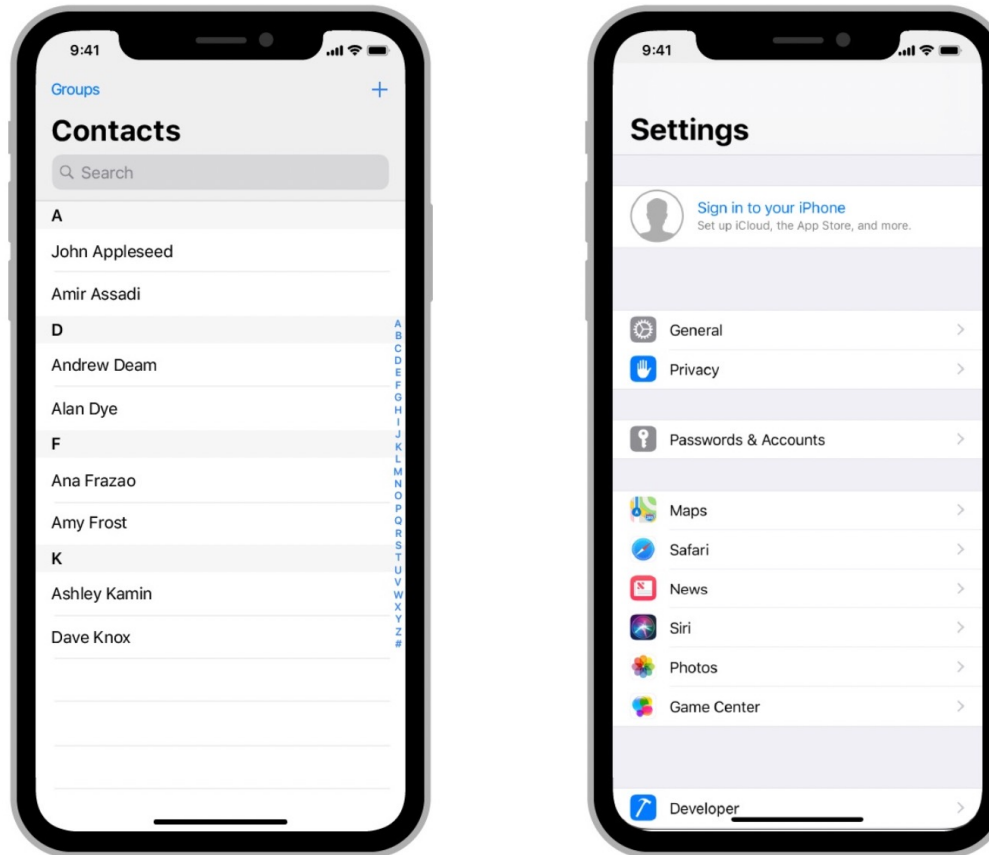 9:41
Groups
+
Contacts
Search
A
John Appleseed
Amir Assadi
D
Andrew Deam
Alan Dye
F
Ana Frazao
Amy Frost
K
Ashley Kamin
Dave Knox
A
B
C
D
E
F
G
H
I
J
K
L
M
N
O
P
Q
R
S
T
U
V
W
X
Y
Z
#
9:41
Settings
Sign in to your iPhone
Set up iCloud, the App Store, and more.
General
Privacy
Passwords & Accounts
Maps
Safari
News
Siri
Photos
Game Center
Developer